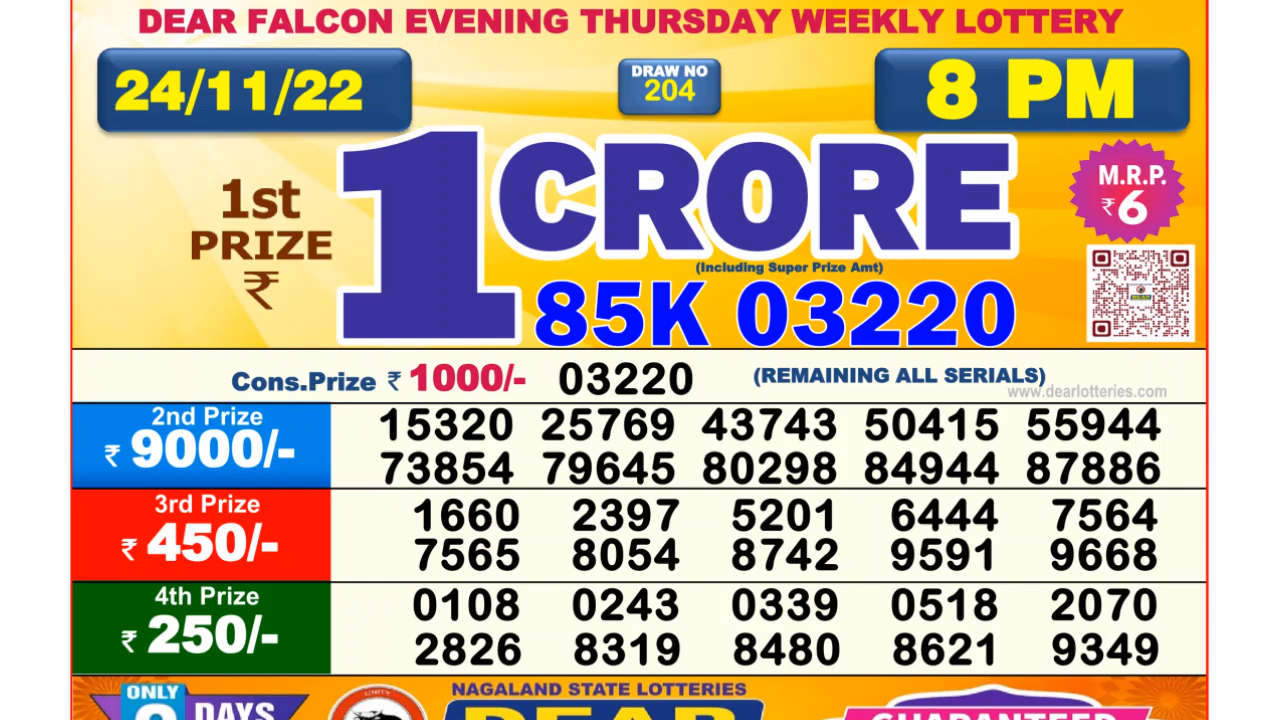 DEAR FALCON EVENING THURSDAY WEEKLY LOTTERY
24/11/22
DRAW NO
204
8 PM
1st
PRIZE
₹
1 CRORE
(Including Super Prize Amt)
85K 03220
M.R.P.
₹ 6
Cons.Prize ₹ 1000/- 03220 (REMAINING ALL SERIALS)
www.dearlotteries.com
2nd Prize
₹ 9000/-
15320 25769 43743 50415 55944
73854 79645 80298 84944 87886
3rd Prize
₹ 450/-
1660 2397 5201 6444 7564
7565 8054 8742 9591 9668
4th Prize
₹ 250/-
0108 0243 0339 0518 2070
2826 8319 8480 8621 9349
ONLY
DAYS
UNITY
NAGALAND STATE LOTTERIES
DEAR
GUARANTEED